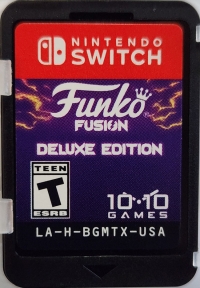 NINTENDO
SWITCH
Funko
FUSION
DELUXE EDITION
TEEN
T
ESRB
10:10
GAMES
LA-H-BGMTX-USA